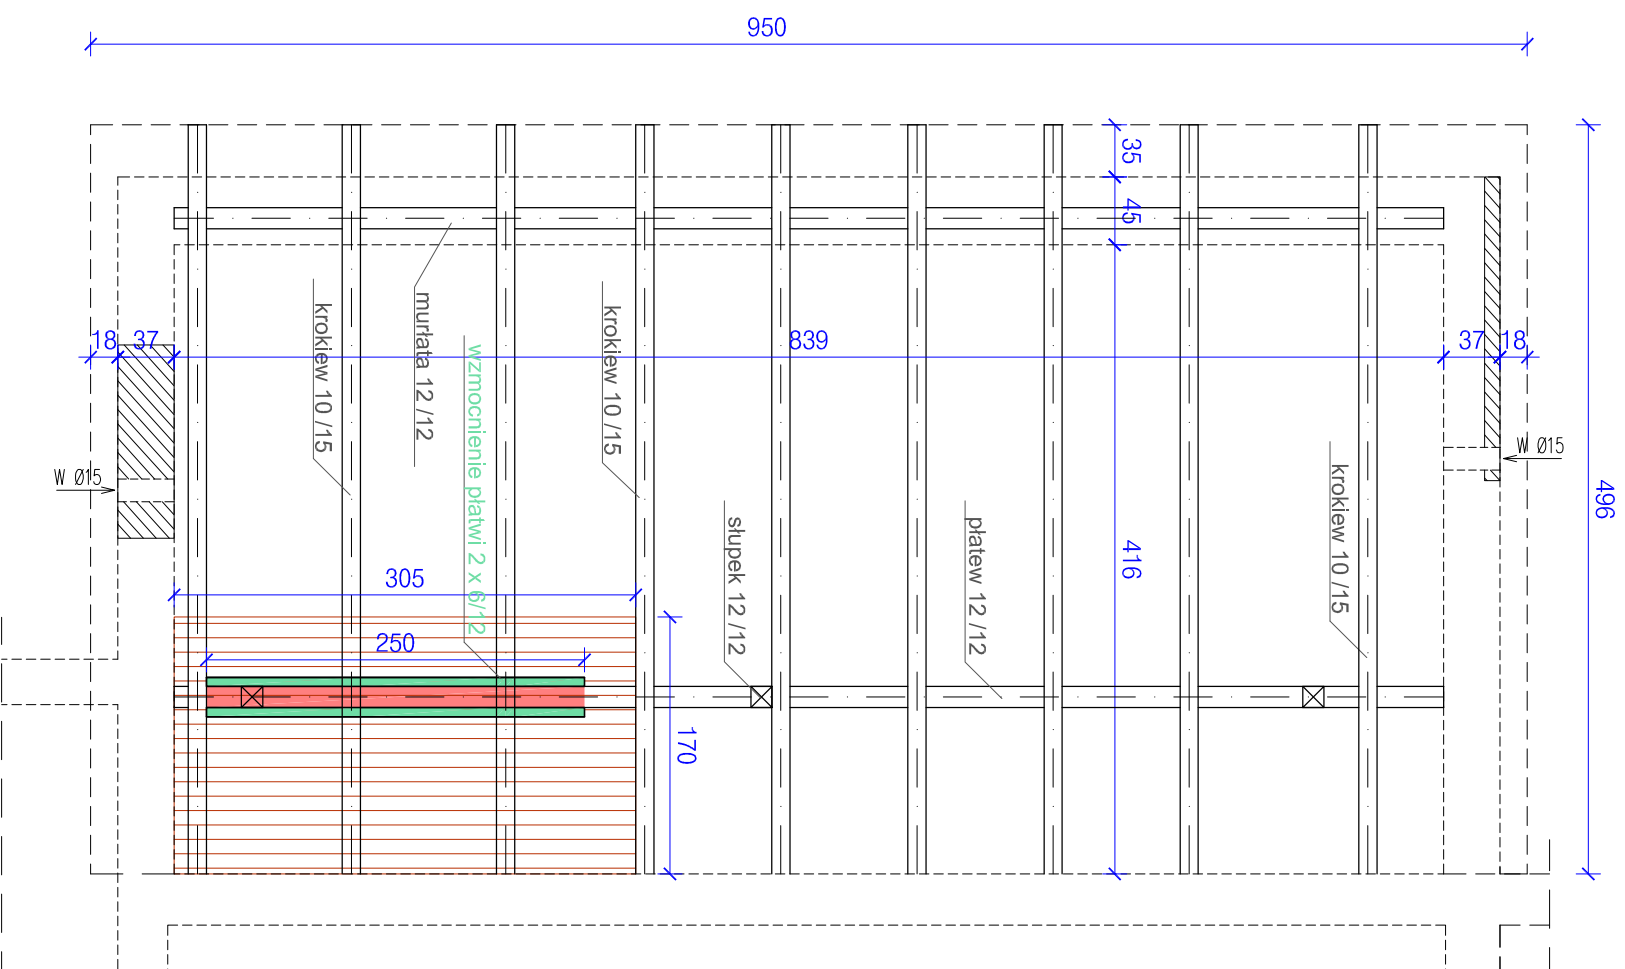 950
35
45
18
37
839
37
18
krokiew 10 /15
murłata 12 /12
wzmocnienie płatwi 2 x 6/12
krokiew 10 /15
krokiew 10 /15
W Ø15
W Ø15
496
słupek 12 /12
płatew 12 /12
416
305
250
170